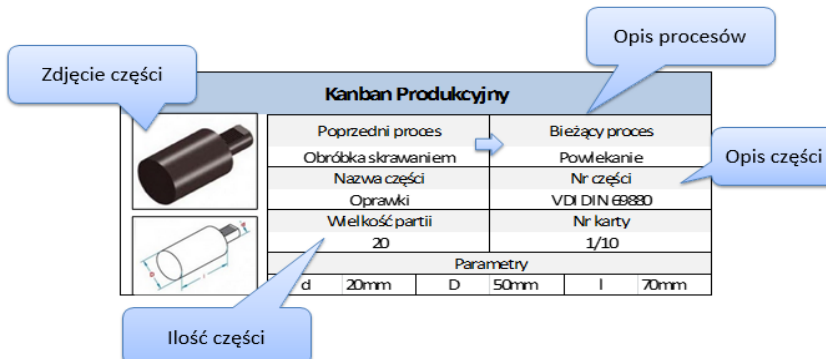 Opis procesów
Zdjęcie części
Kanban Produkcyjny
Poprzedni proces Bieżący proces
Obróbka skrawaniem Powlekanie
Opis części
Nazwa części Nr części
Oprawki VDI DIN 69880
Wielkość partii Nr karty
20 1/10
Parametry
d 20mm D 50mm l 70mm
Ilość części